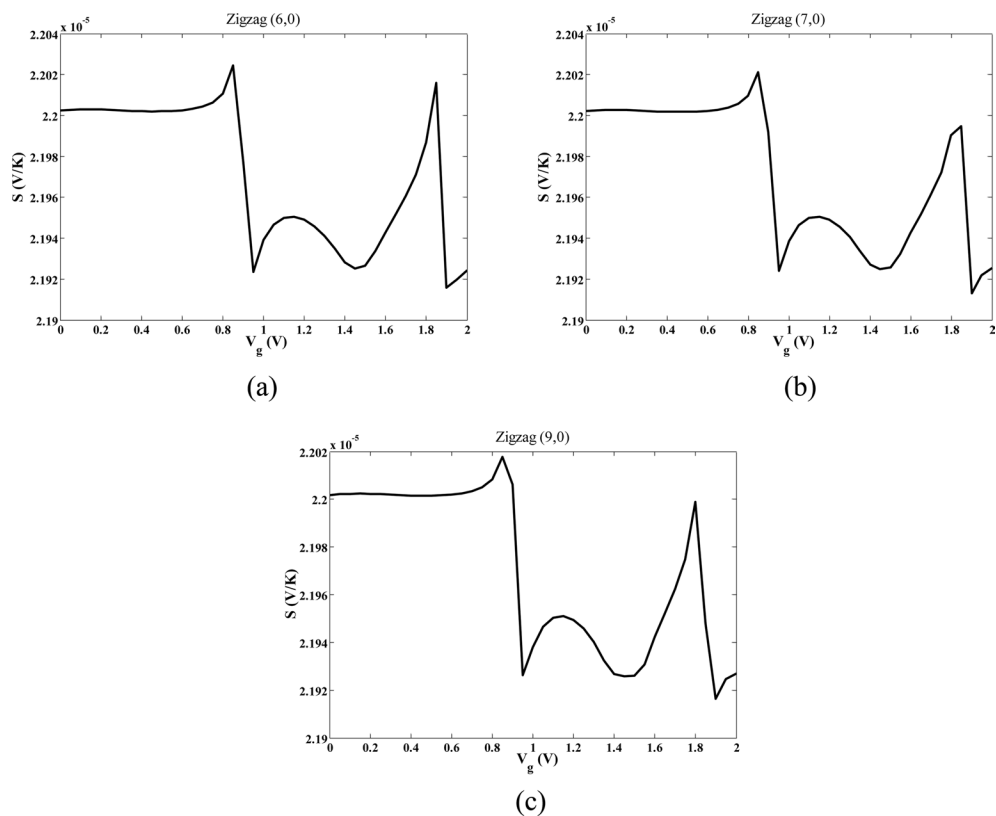 Zigzag (6,0)
x 10⁻⁵
2.204
2.202
2.2
2.198
2.196
2.194
2.192
2.19
S (V/K)
0 0.2 0.4 0.6 0.8 1 1.2 1.4 1.6 1.8 2
V_g (V)
(a)
Zigzag (7,0)
x 10⁻⁵
2.204
2.202
2.2
2.198
2.196
2.194
2.192
2.19
S (V/K)
0 0.2 0.4 0.6 0.8 1 1.2 1.4 1.6 1.8 2
V_g (V)
(b)
Zigzag (9,0)
x 10⁻⁵
2.202
2.2
2.198
2.196
2.194
2.192
2.19
S (V/K)
0 0.2 0.4 0.6 0.8 1 1.2 1.4 1.6 1.8 2
V_g (V)
(c)